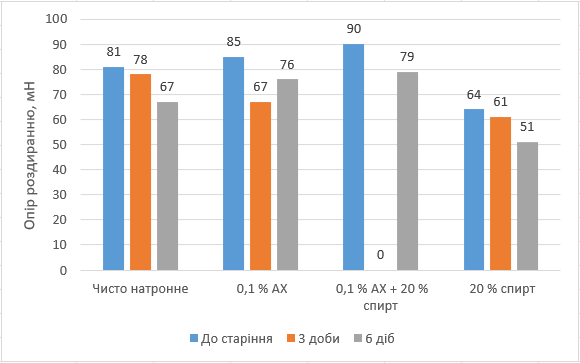 Опір роздиранню, мН
100
90
80
70
60
50
40
30
20
10
0
81
78
67
85
67
76
90
0
79
64
61
51
Чисто натронне
0,1 % АХ
0,1 % АХ + 20 %
спирт
20 % спирт
До старіння
3 доби
6 діб